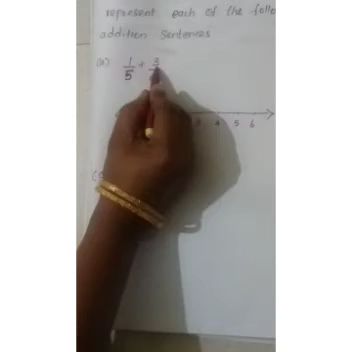 represent each of the follo
addition sentences
(a) 1/5 + 3/
3 4 5 6